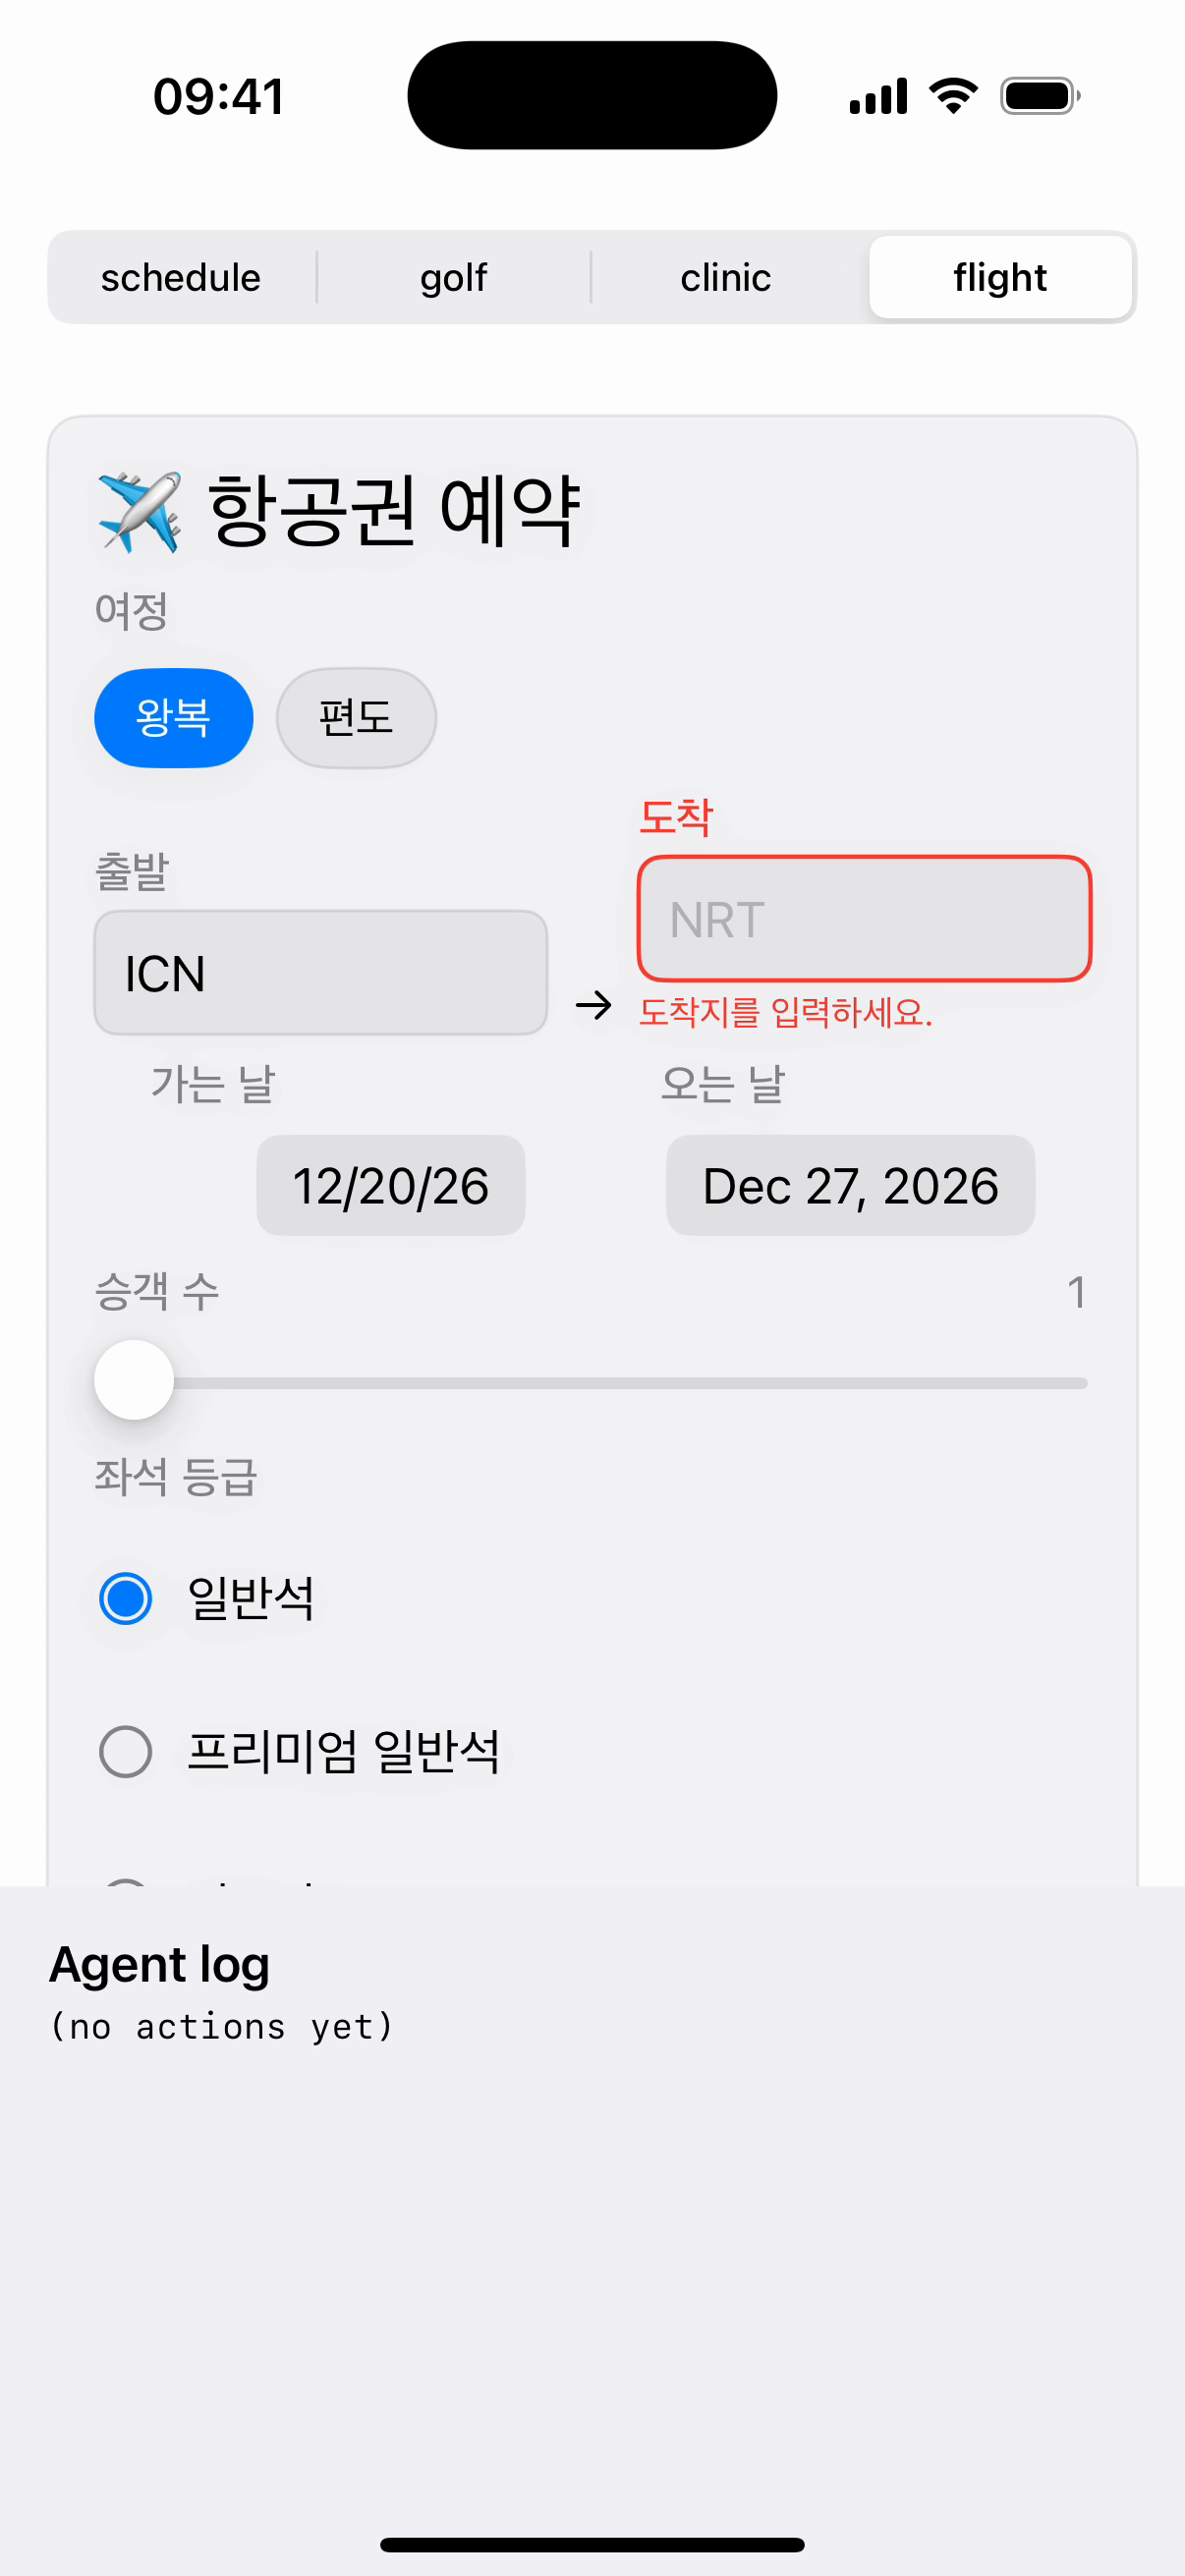 09:41
schedule
golf
clinic
flight
✈️ 항공권 예약
여정
왕복
편도
출발
도착
ICN
→
NRT
도착지를 입력하세요.
가는 날
오는 날
12/20/26
Dec 27, 2026
승객 수
1
좌석 등급
일반석
프리미엄 일반석
Agent log
(no actions yet)